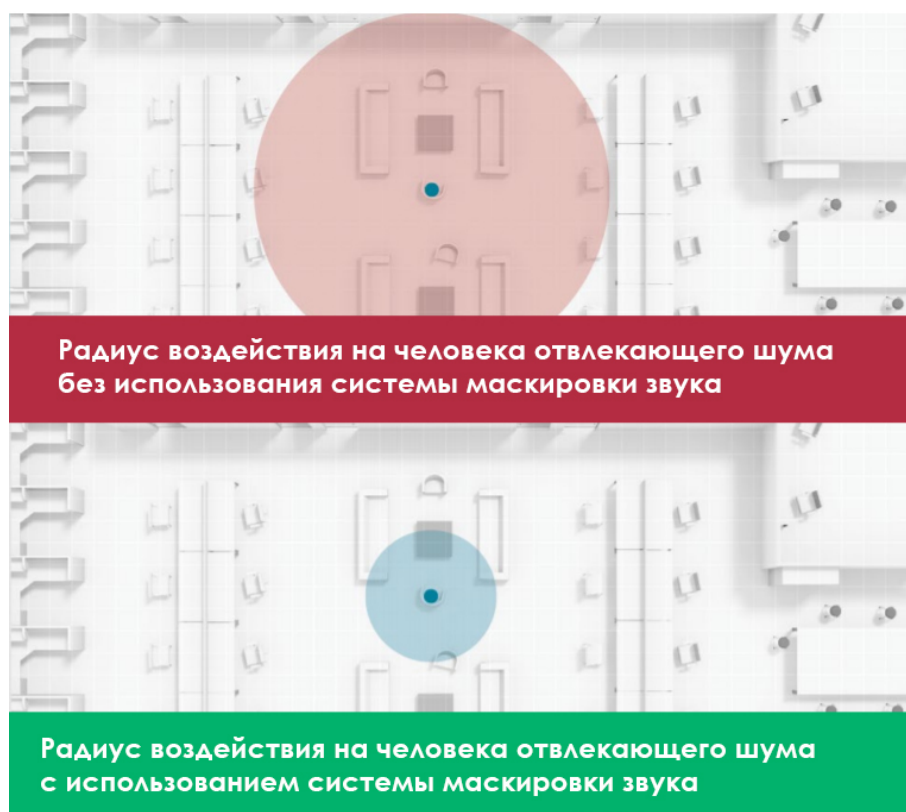 Радиус воздействия на человека отвлекающего шума
без использования системы маскировки звука
Радиус воздействия на человека отвлекающего шума
с использованием системы маскировки звука